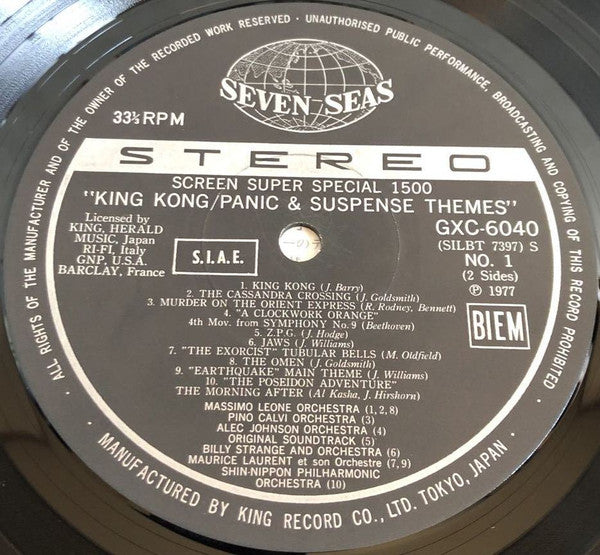 ALL RIGHTS OF THE MANUFACTURER AND OF THE OWNER OF THE RECORDED WORK RESERVED · UNAUTHORISED PUBLIC PERFORMANCE, BROADCASTING AND COPYING OF THIS RECORD PROHIBITED
SEVEN SEAS
33⅓RPM
STEREO
SCREEN SUPER SPECIAL 1500
"KING KONG/PANIC & SUSPENSE THEMES"
Licensed by
KING, HERALD
MUSIC, Japan
RI-FI, Italy
GNP, U.S.A.
BARCLAY, France
S.I.A.E.
GXC-6040
(SILBT 7397) S
NO. 1
(2 Sides)
Ⓟ 1977
BIEM
1. KING KONG (J. Barry)
2. THE CASSANDRA CROSSING (J. Goldsmith)
3. MURDER ON THE ORIENT EXPRESS (R. Rodney, Bennett)
4. "A CLOCKWORK ORANGE"
4th Mov. from SYMPHONY No. 9 (Beethoven)
5. Z.P.G. (J. Hodge)
6. JAWS (J. Williams)
7. "THE EXORCIST" TUBULAR BELLS (M. Oldfield)
8. THE OMEN (J. Goldsmith)
9. "EARTHQUAKE" MAIN THEME (J. Williams)
10. "THE POSEIDON ADVENTURE"
THE MORNING AFTER (Al Kasha, J. Hirshorn)
MASSIMO LEONE ORCHESTRA (1, 2, 8)
PINO CALVI ORCHESTRA (3)
ALEC JOHNSON ORCHESTRA (4)
ORIGINAL SOUNDTRACK (5)
BILLY STRANGE AND ORCHESTRA (6)
MAURICE LAURENT et son Orchestre (7, 9)
SHIN-NIPPON PHILHARMONIC
ORCHESTRA (10)
· MANUFACTURED BY KING RECORD CO., LTD. TOKYO, JAPAN ·